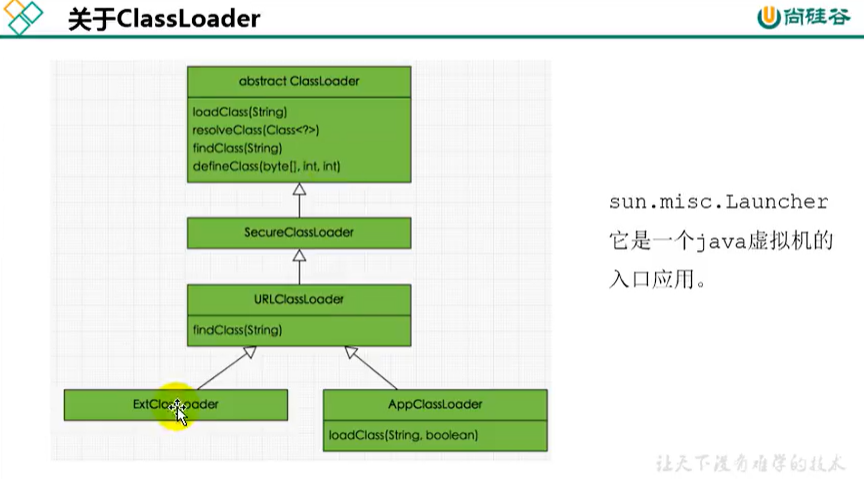 关于ClassLoader
尚硅谷
abstract ClassLoader
loadClass(String)
resolveClass(Class<?>)
findClass(String)
defineClass(byte[], int, int)
SecureClassLoader
URLClassLoader
findClass(String)
ExtClassLoader
AppClassLoader
loadClass(String, boolean)
sun.misc.Launcher
它是一个java虚拟机的
入口应用。
让天下没有难学的技术